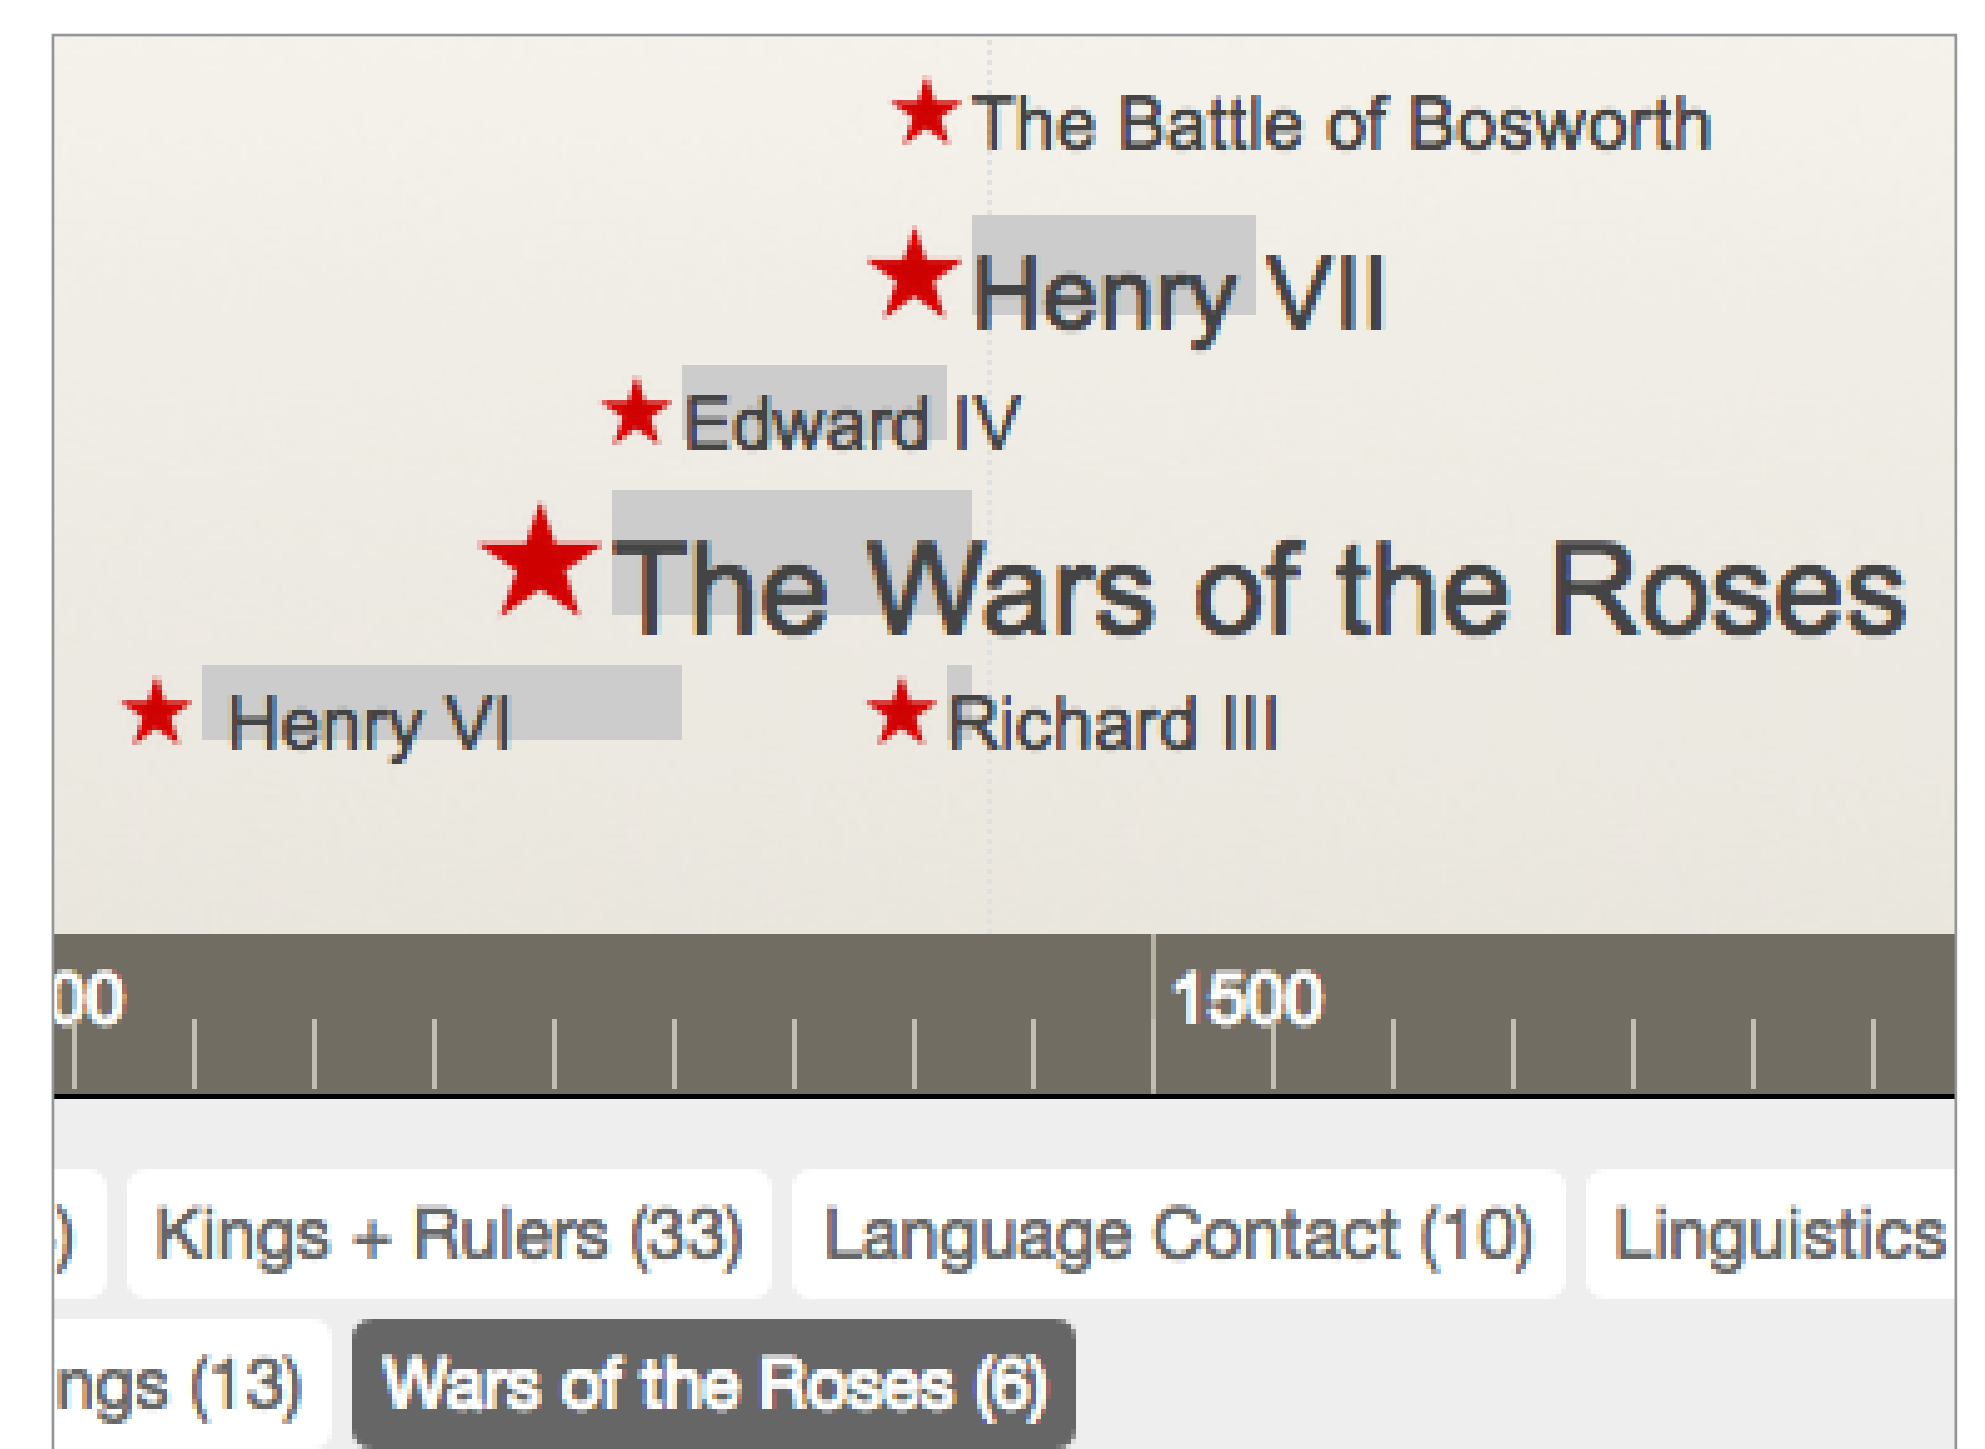 The Battle of Bosworth
Henry VII
Edward IV
The Wars of the Roses
Henry VI Richard III
00 1500
) Kings + Rulers (33) Language Contact (10) Linguistics
ngs (13) Wars of the Roses (6)